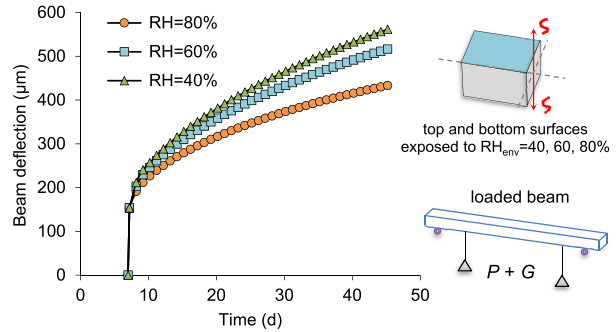 RH=80%
RH=60%
RH=40%
Beam deflection (μm)
600
500
400
300
200
100
0
0 10 20 30 40 50
Time (d)
ς
ς
top and bottom surfaces
exposed to RHenv=40, 60, 80%
loaded beam
P + G